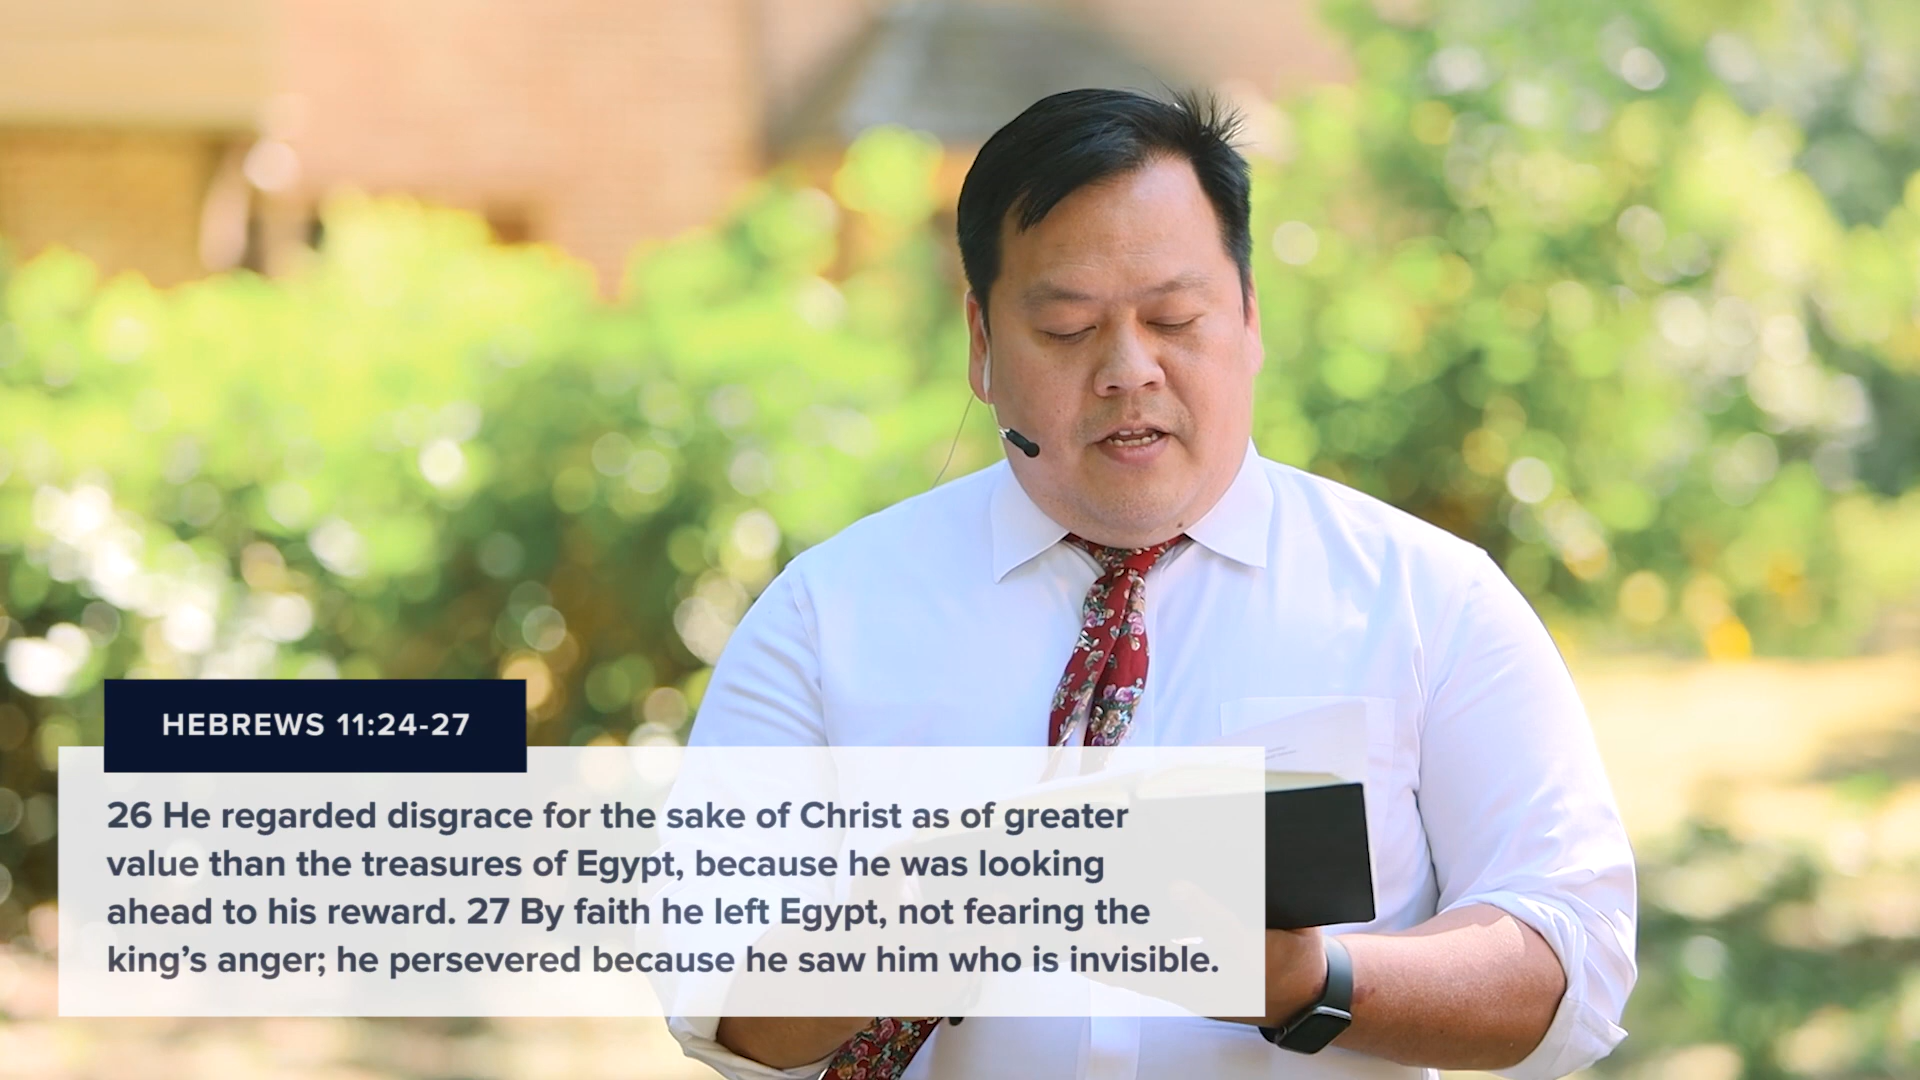 HEBREWS 11:24-27
26 He regarded disgrace for the sake of Christ as of greater
value than the treasures of Egypt, because he was looking
ahead to his reward. 27 By faith he left Egypt, not fearing the
king’s anger; he persevered because he saw him who is invisible.